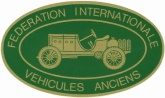 FEDERATION INTERNATIONALE
VEHICULES ANCIENS